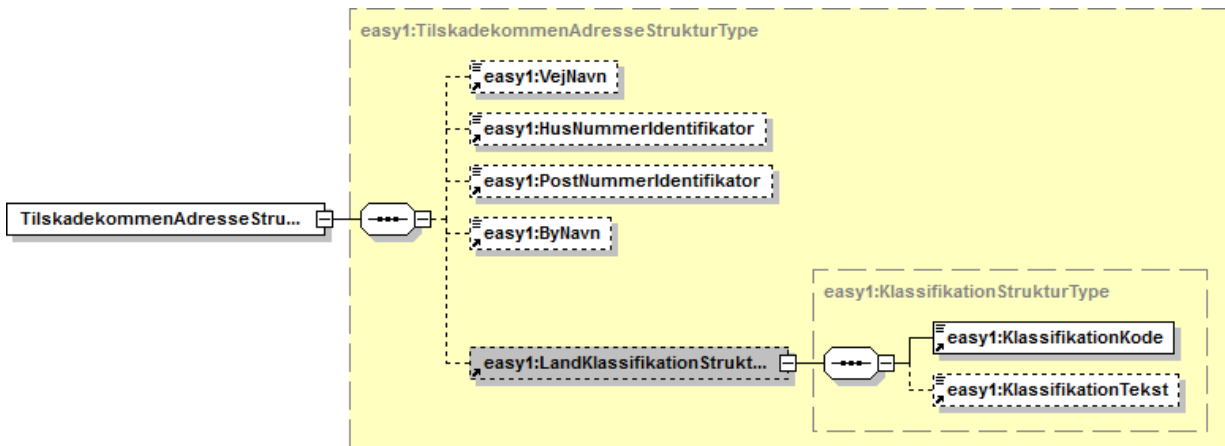 easy1:TilskadekommenAdresseStrukturType
easy1:VejNavn
easy1:HusNummerIdentifikator
easy1:PostNummerIdentifikator
TilskadekommenAdresseStru...
easy1:ByNavn
easy1:KlassifikationStrukturType
easy1:KlassifikationKode
easy1:LandKlassifikationStrukt...
easy1:KlassifikationTekst